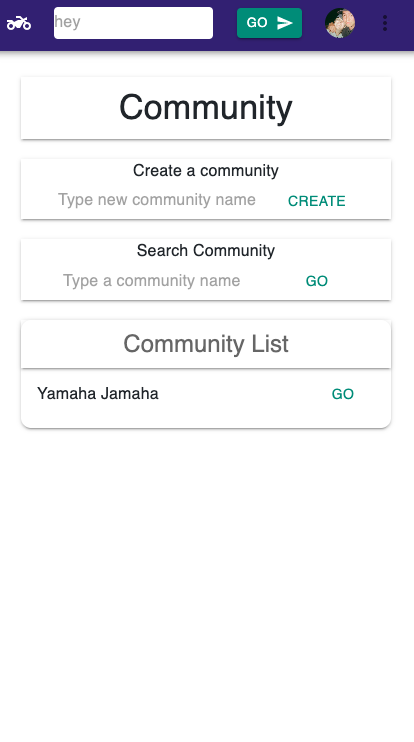 hey
GO
Community
Create a community
Type new community name CREATE
Search Community
Type a community name GO
Community List
Yamaha Jamaha GO